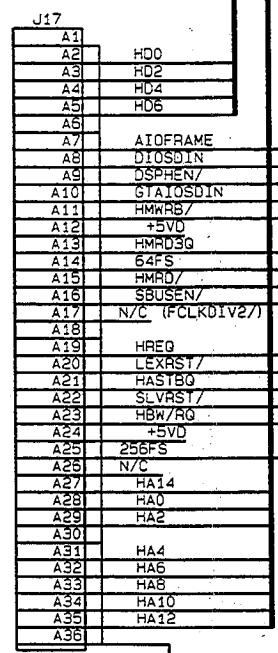 J17
A1
A2 HD0
A3 HD2
A4 HD4
A5 HD6
A6
A7 AIOFRAME
A8 DIOSDIN
A9 DSPHEN/
A10 GTAIOSDIN
A11 HMWRB/
A12 +5VD
A13 HMRD3Q
A14 64FS
A15 HMRD/
A16 SBUSEN/
A17 N/C (FCLKDIV2/)
A18
A19 HREQ
A20 LEXRST/
A21 HASTBQ
A22 SLVRST/
A23 HBW/RQ
A24 +5VD
A25 256FS
A26 N/C
A27 HA14
A28 HA0
A29 HA2
A30
A31 HA4
A32 HA6
A33 HA8
A34 HA10
A35 HA12
A36